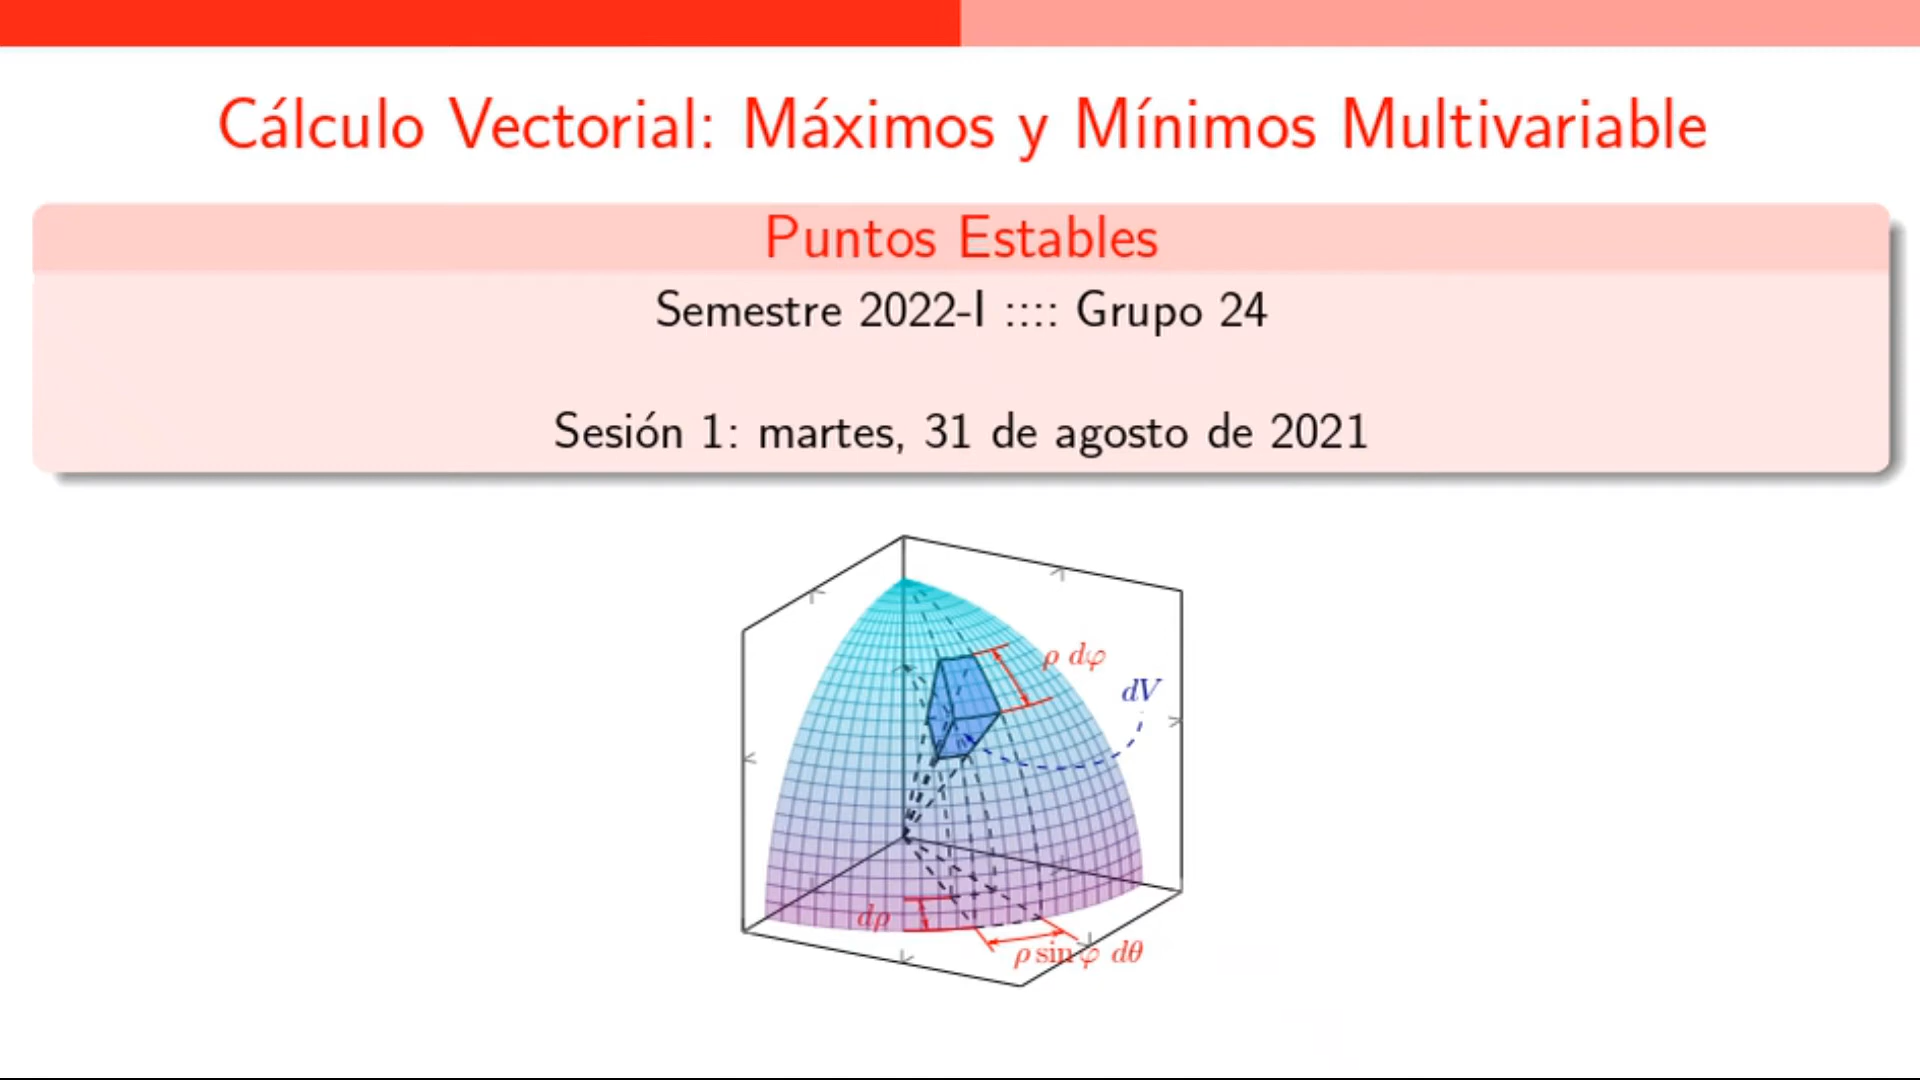 Cálculo Vectorial: Máximos y Mínimos Multivariable
Puntos Estables
Semestre 2022-I :::: Grupo 24
Sesión 1: martes, 31 de agosto de 2021
ρ dφ
dV
dρ
ρ sin φ dθ